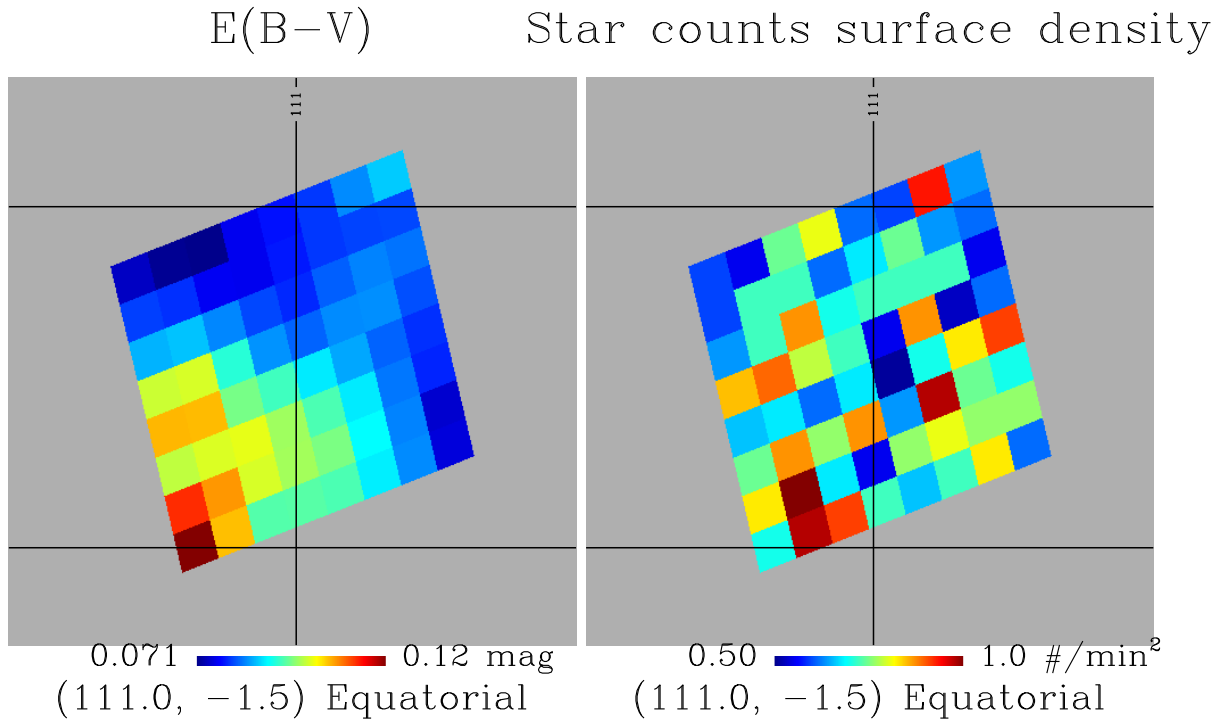 E(B−V)
Star counts surface density
111
111
0.071
0.12 mag
0.50
1.0 #/min²
(111.0, −1.5) Equatorial
(111.0, −1.5) Equatorial